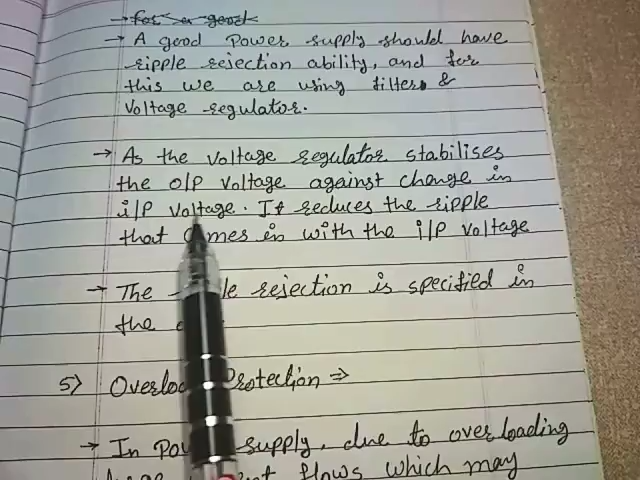 → For a good
→ A good Power supply should have
ripple rejection ability, and for
this we are using filters &
Voltage regulator.
→ As the voltage regulator stabilises
the o/p voltage against change in
i/p voltage. It reduces the ripple
that comes in with the i/p voltage
→ The rejection is specified in
the
5) Overload Protection ⇒
→ In Power supply, due to overloading
flows which may